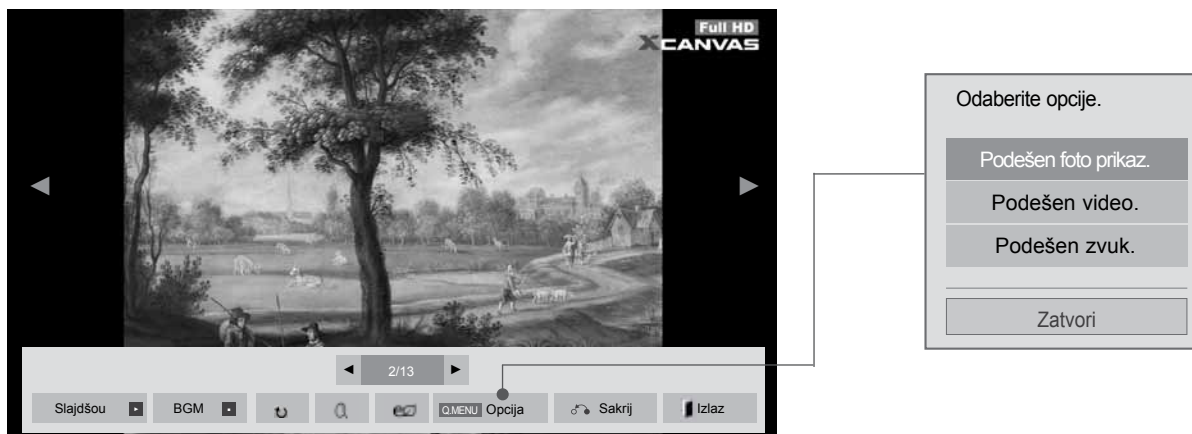 Full HD
XCANVAS
Odaberite opcije.
Podešen foto prikaz.
Podešen video.
Podešen zvuk.
Zatvori
2/13
Slajdšou
BGM
Q.MENU Opcija
Sakrij
Izlaz